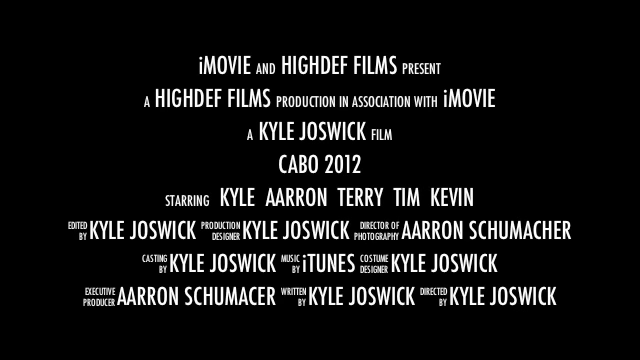 iMOVIE AND HIGHDEF FILMS PRESENT
A HIGHDEF FILMS PRODUCTION IN ASSOCIATION WITH iMOVIE
A KYLE JOSWICK FILM
CABO 2012
STARRING KYLE AARRON TERRY TIM KEVIN
EDITED BY KYLE JOSWICK PRODUCTION DESIGNER KYLE JOSWICK DIRECTOR OF PHOTOGRAPHY AARRON SCHUMACHER
CASTING BY KYLE JOSWICK MUSIC BY iTUNES COSTUME DESIGNER KYLE JOSWICK
EXECUTIVE PRODUCER AARRON SCHUMACER WRITTEN BY KYLE JOSWICK DIRECTED BY KYLE JOSWICK